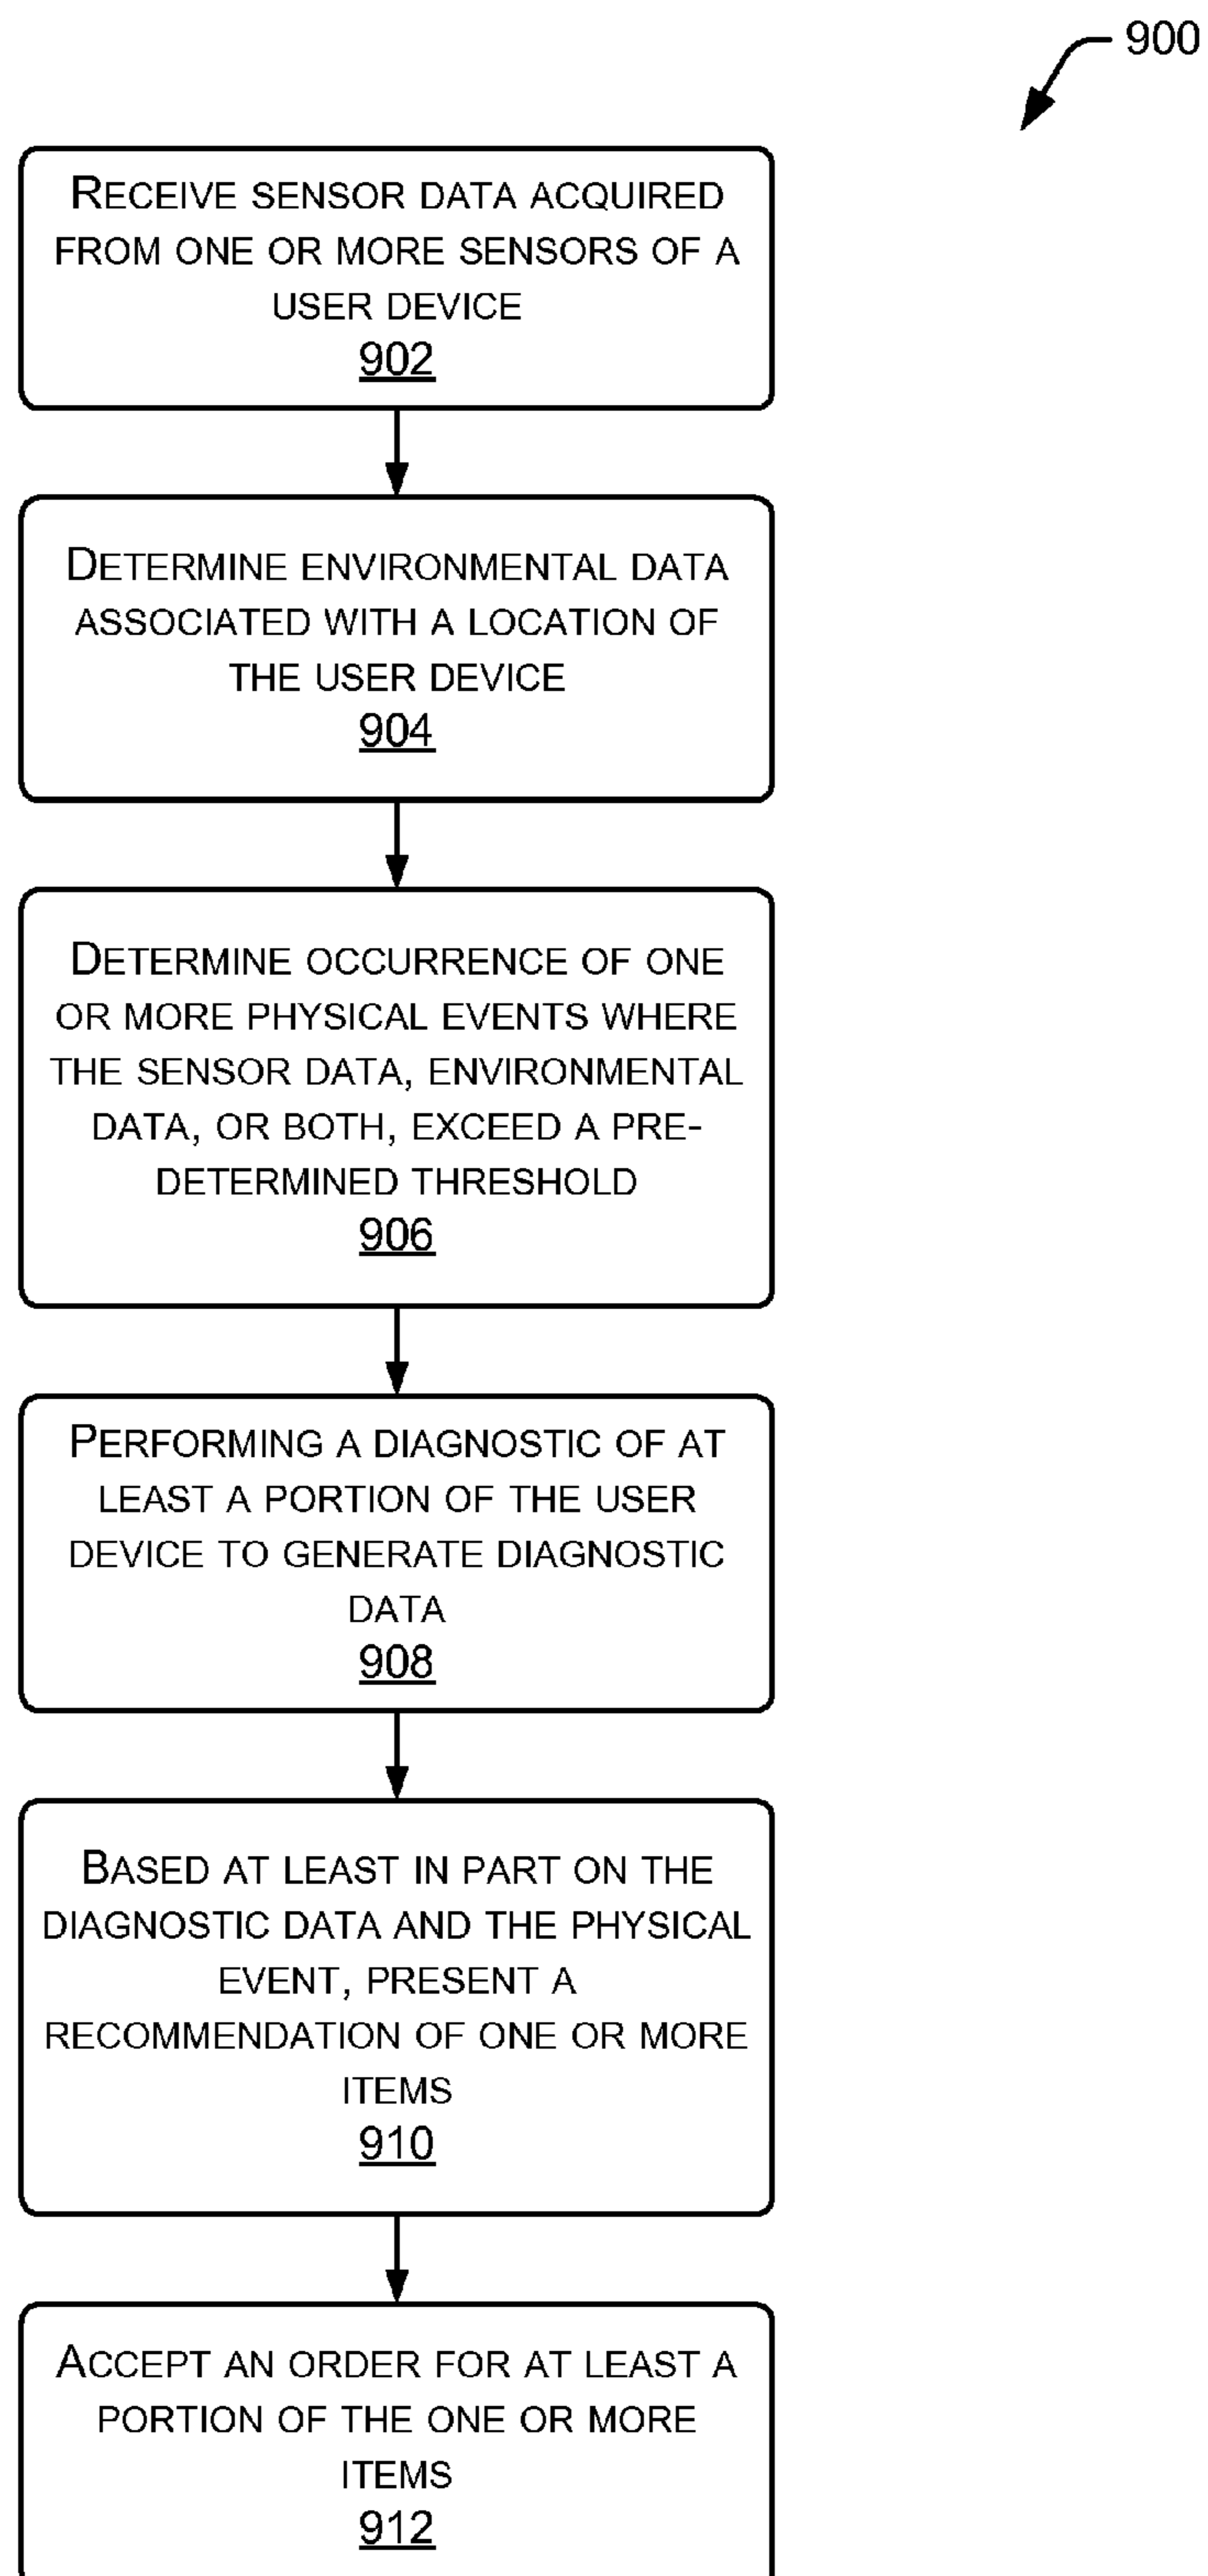 900
RECEIVE SENSOR DATA ACQUIRED
FROM ONE OR MORE SENSORS OF A
USER DEVICE
902
DETERMINE ENVIRONMENTAL DATA
ASSOCIATED WITH A LOCATION OF
THE USER DEVICE
904
DETERMINE OCCURRENCE OF ONE
OR MORE PHYSICAL EVENTS WHERE
THE SENSOR DATA, ENVIRONMENTAL
DATA, OR BOTH, EXCEED A PRE-
DETERMINED THRESHOLD
906
PERFORMING A DIAGNOSTIC OF AT
LEAST A PORTION OF THE USER
DEVICE TO GENERATE DIAGNOSTIC
DATA
908
BASED AT LEAST IN PART ON THE
DIAGNOSTIC DATA AND THE PHYSICAL
EVENT, PRESENT A
RECOMMENDATION OF ONE OR MORE
ITEMS
910
ACCEPT AN ORDER FOR AT LEAST A
PORTION OF THE ONE OR MORE
ITEMS
912